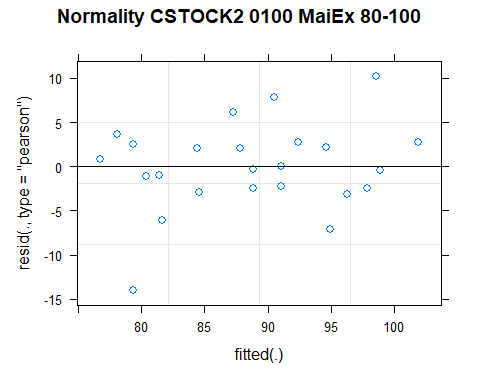 Normality CSTOCK2 0100 MaiEx 80-100
resid(., type = "pearson")
10
5
0
-5
-10
-15
80 85 90 95 100
fitted(.)